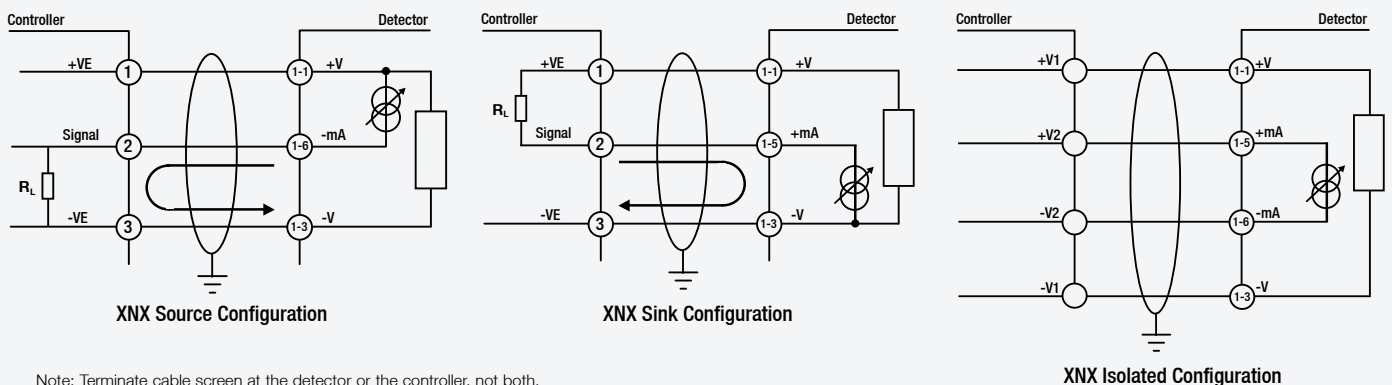 Controller
Detector
+VE
1
1-1
+V
Signal
2
1-6
-mA
RL
-VE
3
1-3
-V
XNX Source Configuration
Controller
Detector
+VE
1
1-1
+V
RL
Signal
2
1-5
+mA
-VE
3
1-3
-V
XNX Sink Configuration
Controller
Detector
+V1
1-1
+V
+V2
1-5
+mA
-V2
1-6
-mA
-V1
1-3
-V
XNX Isolated Configuration
Note: Terminate cable screen at the detector or the controller, not both.